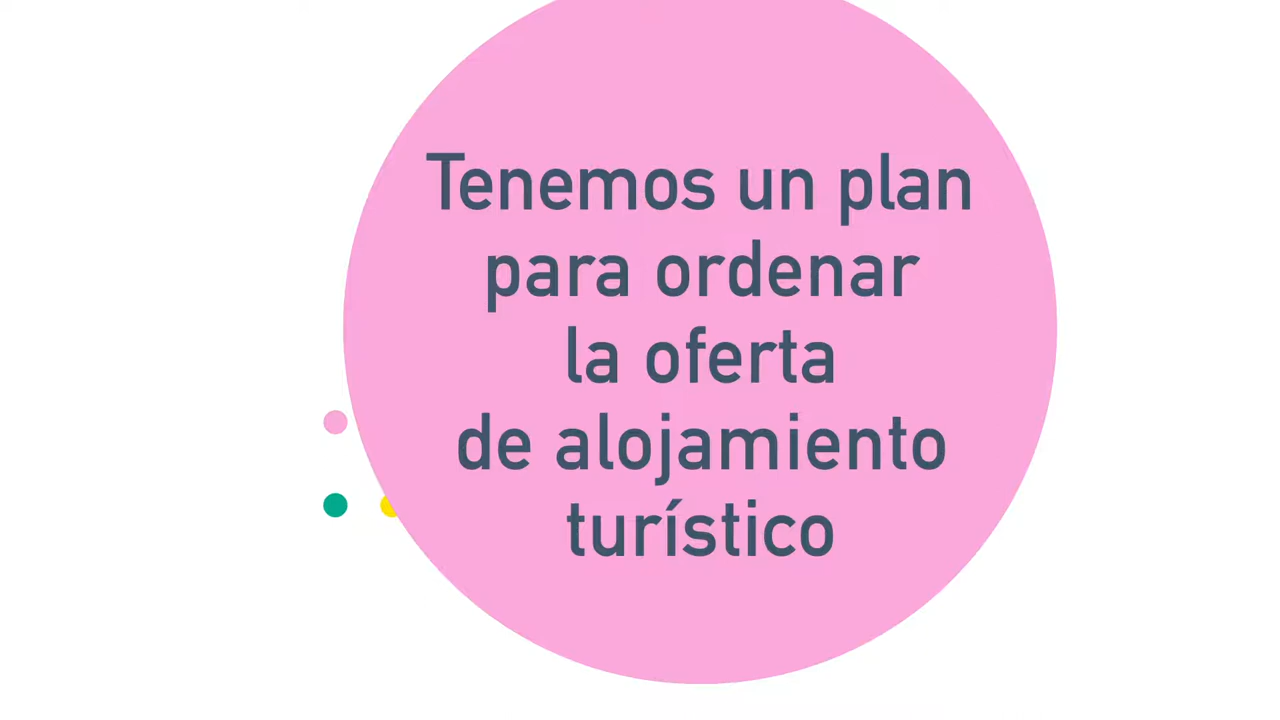 Tenemos un plan
para ordenar
la oferta
de alojamiento
turístico